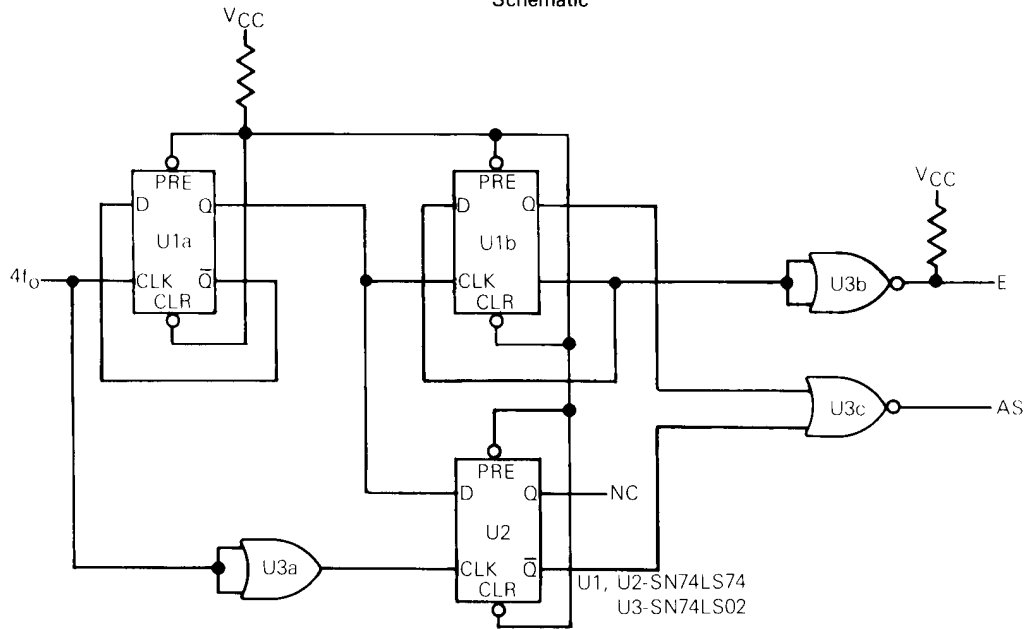 Schematic
VCC
PRE
D Q
U1a
CLK Q̅
CLR
4fo
PRE
D Q
U1b
CLK
CLR
VCC
U3b
E
U3c
AS
PRE
D Q
NC
U2
CLK Q̅
CLR
U3a
U1, U2-SN74LS74
U3-SN74LS02